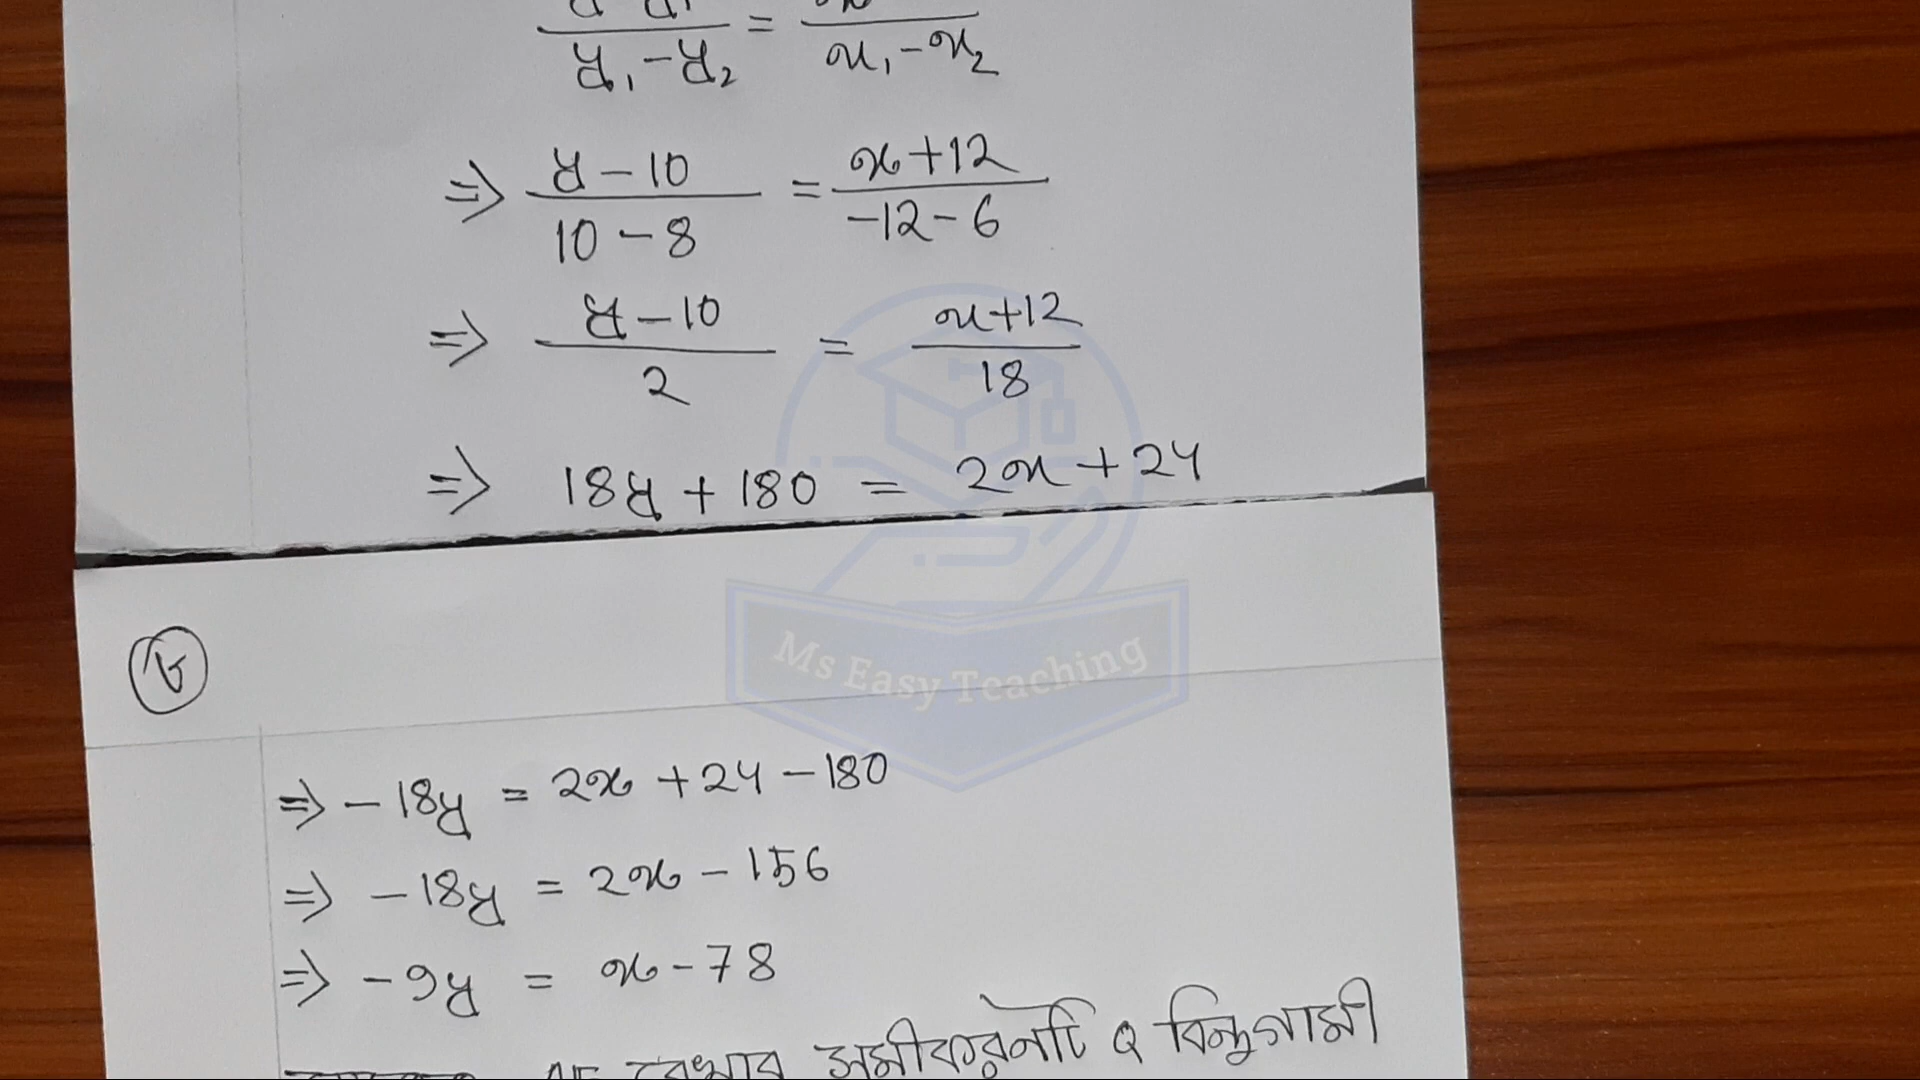 y₁-y₂ = x₁-x₂
⇒ y-10/10-8 = x+12/-12-6
⇒ y-10/2 = x+12/18
⇒ 18y + 180 = 2x + 24
Ms Easy Teaching
⇒ -18y = 2x + 24 - 180
⇒ -18y = 2x - 156
⇒ -9y = x - 78
রেখার সমীকরনটি Q বিন্দুগামী